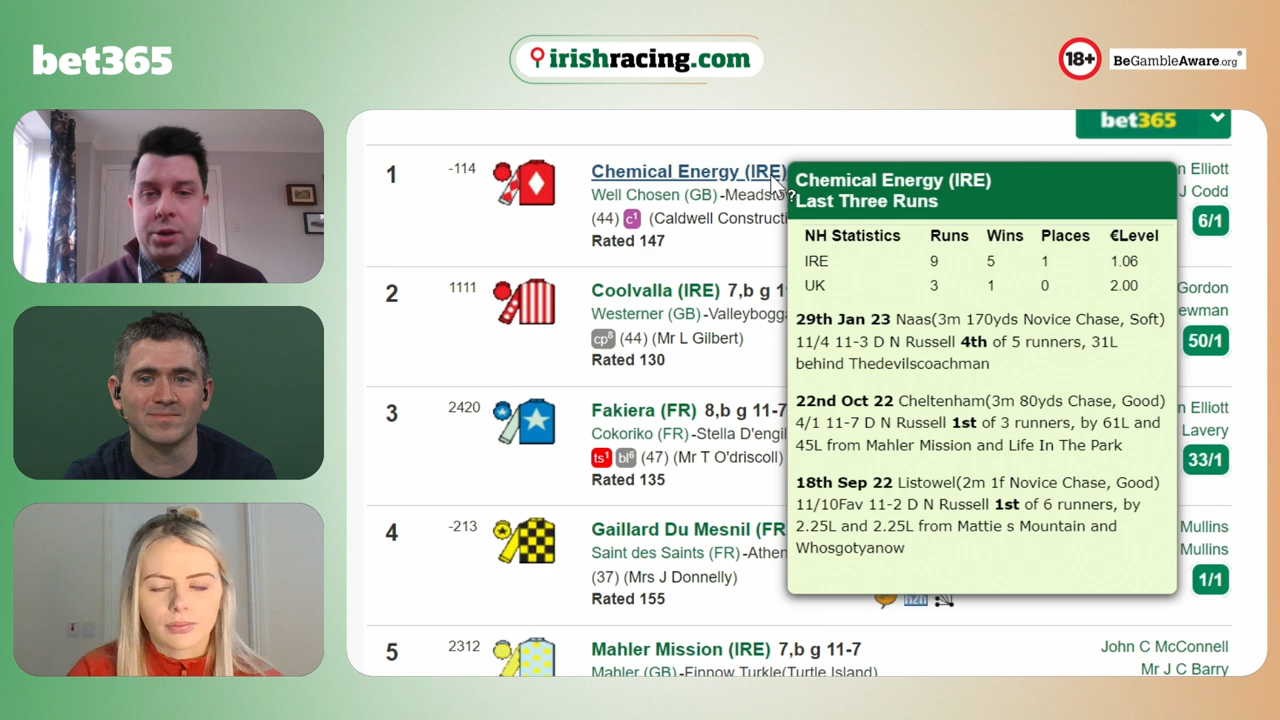 bet365
irishracing.com
18+
BeGambleAware.org®
bet365
1
-114
Chemical Energy (IRE)
Well Chosen (GB)-Meads
(44) c¹ (Caldwell Constructi
Rated 147
n Elliott
J Codd
6/1
?
Chemical Energy (IRE)
Last Three Runs
NH Statistics Runs Wins Places €Level
IRE 9 5 1 1.06
UK 3 1 0 2.00
29th Jan 23 Naas(3m 170yds Novice Chase, Soft)
11/4 11-3 D N Russell 4th of 5 runners, 31L
behind Thedevilscoachman
22nd Oct 22 Cheltenham(3m 80yds Chase, Good)
4/1 11-7 D N Russell 1st of 3 runners, by 61L and
45L from Mahler Mission and Life In The Park
18th Sep 22 Listowel(2m 1f Novice Chase, Good)
11/10Fav 11-2 D N Russell 1st of 6 runners, by
2.25L and 2.25L from Mattie s Mountain and
Whosgotyanow
2
1111
Coolvalla (IRE) 7,b g 1
Westerner (GB)-Valleybogg
cp⁸ (44) (Mr L Gilbert)
Rated 130
Gordon
ewman
50/1
3
2420
Fakiera (FR) 8,b g 11-7
Cokoriko (FR)-Stella D'engi
ts¹ bl⁶ (47) (Mr T O'driscoll)
Rated 135
n Elliott
Lavery
33/1
4
-213
Gaillard Du Mesnil (FR
Saint des Saints (FR)-Athen
(37) (Mrs J Donnelly)
Rated 155
Mullins
Mullins
1/1
h2h
5
2312
Mahler Mission (IRE) 7,b g 11-7
Mahler (GB)-Finnow Turkle(Turtle Island)
John C McConnell
Mr J C Barry